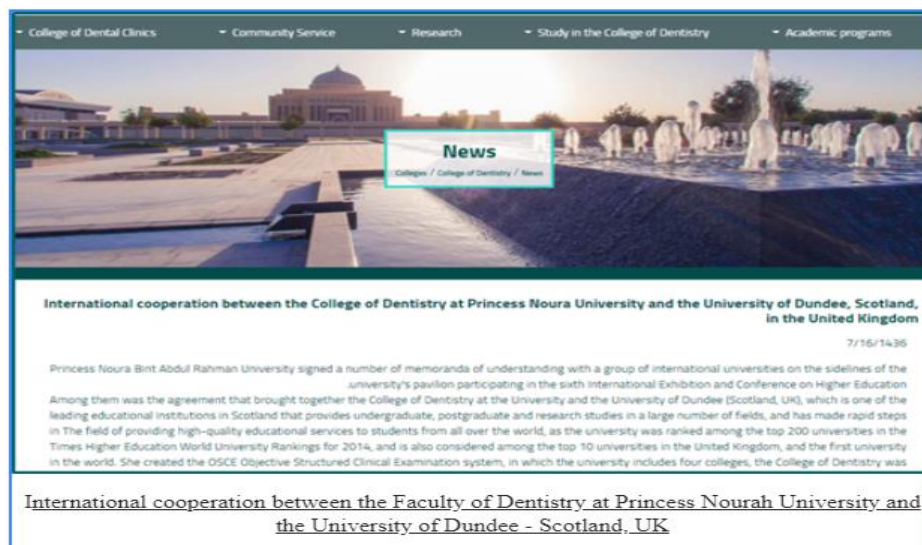 College of Dental Clinics Community Service Research Study in the College of Dentistry Academic programs
News
Colleges / College of Dentistry / News
International cooperation between the College of Dentistry at Princess Noura University and the University of Dundee, Scotland,
in the United Kingdom
7/16/1436
Princess Noura Bint Abdul Rahman University signed a number of memoranda of understanding with a group of international universities on the sidelines of the
.university's pavilion participating in the sixth International Exhibition and Conference on Higher Education
Among them was the agreement that brought together the College of Dentistry at the University and the University of Dundee (Scotland, UK), which is one of the
leading educational institutions in Scotland that provides undergraduate, postgraduate and research studies in a large number of fields, and has made rapid steps
in The field of providing high-quality educational services to students from all over the world, as the university was ranked among the top 200 universities in the
Times Higher Education World University Rankings for 2014, and is also considered among the top 10 universities in the United Kingdom, and the first university
in the world. She created the OSCE Objective Structured Clinical Examination system, in which the university includes four colleges, the College of Dentistry was
International cooperation between the Faculty of Dentistry at Princess Nourah University and
the University of Dundee - Scotland, UK